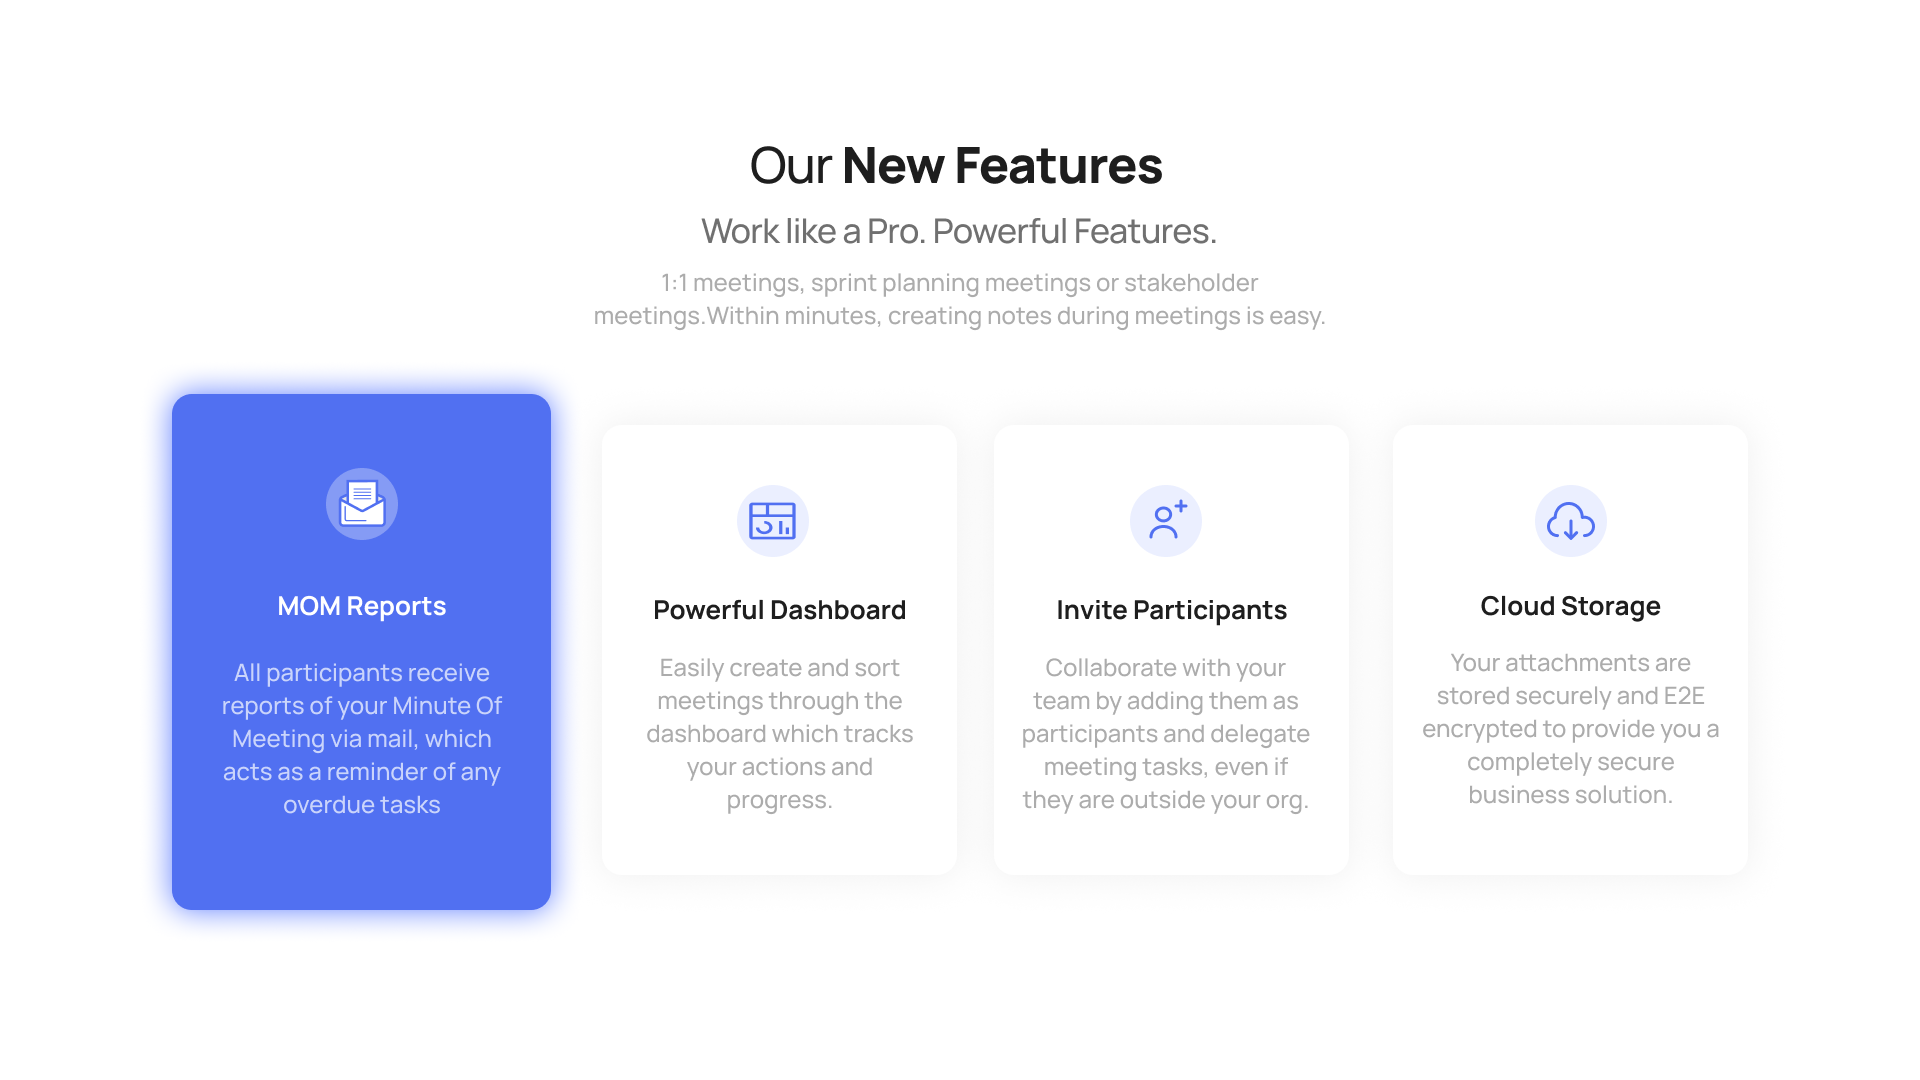 Our New Features
Work like a Pro. Powerful Features.
1:1 meetings, sprint planning meetings or stakeholder
meetings.Within minutes, creating notes during meetings is easy.
MOM Reports
All participants receive
reports of your Minute Of
Meeting via mail, which
acts as a reminder of any
overdue tasks
Powerful Dashboard
Easily create and sort
meetings through the
dashboard which tracks
your actions and
progress.
Invite Participants
Collaborate with your
team by adding them as
participants and delegate
meeting tasks, even if
they are outside your org.
Cloud Storage
Your attachments are
stored securely and E2E
encrypted to provide you a
completely secure
business solution.